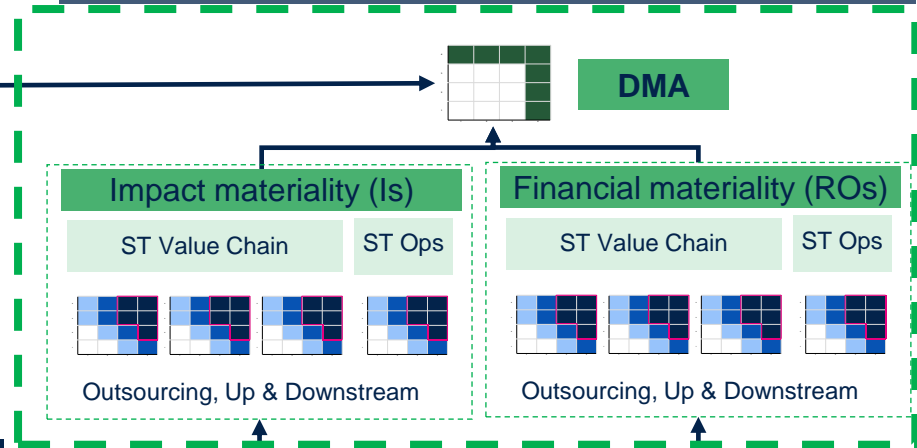 DMA
Impact materiality (Is)
Financial materiality (ROs)
ST Value Chain
ST Ops
ST Value Chain
ST Ops
Outsourcing, Up & Downstream
Outsourcing, Up & Downstream